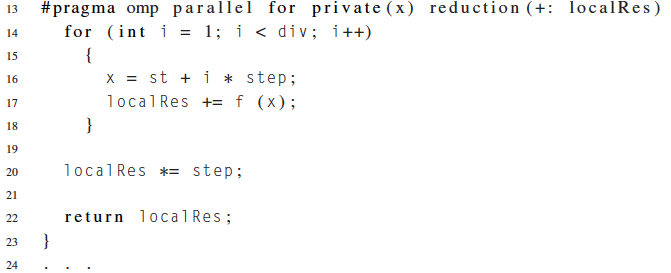 13 #pragma omp parallel for private(x) reduction(+: localRes)
14 for (int i = 1; i < div; i++)
15 {
16 x = st + i * step;
17 localRes += f (x);
18 }
19
20 localRes *= step;
21
22 return localRes;
23 }
24 . . .